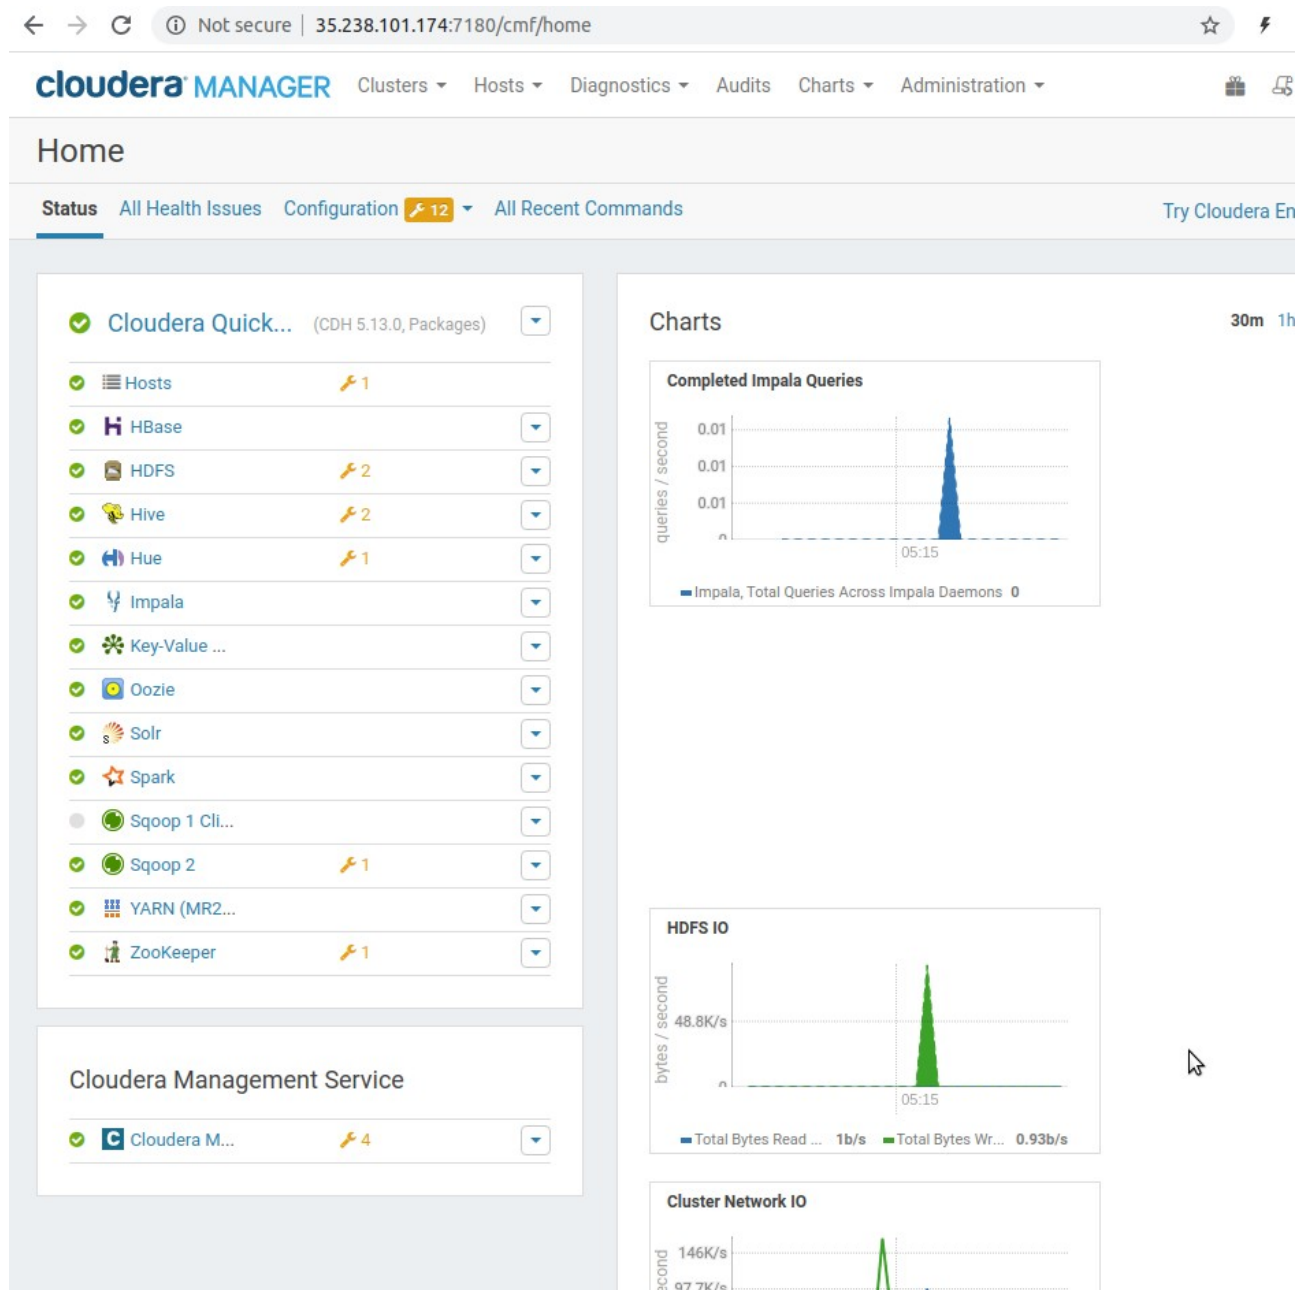 Not secure | 35.238.101.174:7180/cmf/home
cloudera MANAGER Clusters Hosts Diagnostics Audits Charts Administration
Home
Status All Health Issues Configuration 12 All Recent Commands Try Cloudera En
Cloudera Quick... (CDH 5.13.0, Packages)
Hosts 1
HBase
HDFS 2
Hive 2
Hue 1
Impala
Key-Value ...
Oozie
Solr
Spark
Sqoop 1 Cli...
Sqoop 2 1
YARN (MR2...
ZooKeeper 1
Cloudera Management Service
Cloudera M... 4
Charts 30m 1h
Completed Impala Queries
queries / second
0.01
0.01
0.01
0
05:15
Impala, Total Queries Across Impala Daemons 0
HDFS IO
bytes / second
48.8K/s
0
05:15
Total Bytes Read ... 1b/s Total Bytes Wr... 0.93b/s
Cluster Network IO
146K/s
97.7K/s